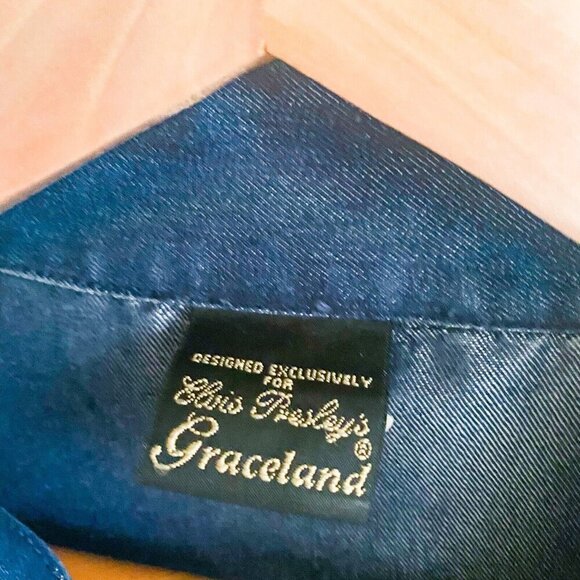 DESIGNED EXCLUSIVELY
FOR
Elvis Presley's
Graceland®